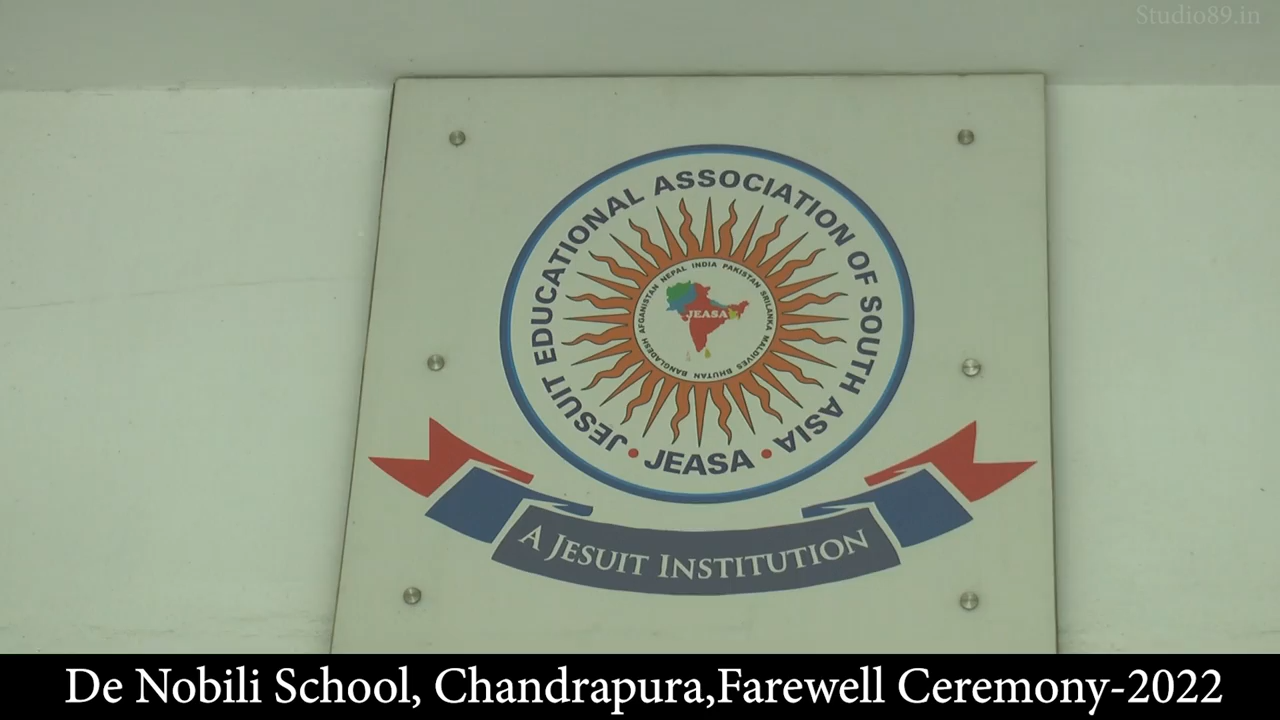 Studio89.in
JESUIT EDUCATIONAL ASSOCIATION OF SOUTH ASIA
AFGANISTAN NEPAL INDIA PAKISTAN SRILANKA MALDIVES BHUTAN BANGLADESH
JEASA
• JEASA •
A JESUIT INSTITUTION
De Nobili School, Chandrapura,Farewell Ceremony-2022